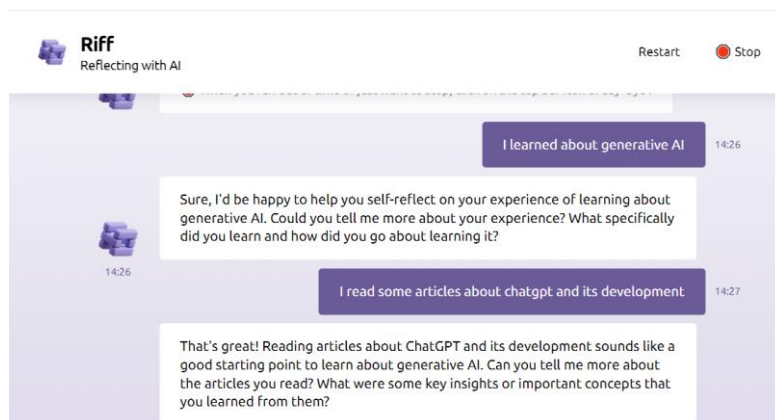 Riff
Reflecting with AI
Restart
Stop
I learned about generative AI
14:26
Sure, I'd be happy to help you self-reflect on your experience of learning about
generative AI. Could you tell me more about your experience? What specifically
did you learn and how did you go about learning it?
14:26
I read some articles about chatgpt and its development
14:27
That's great! Reading articles about ChatGPT and its development sounds like a
good starting point to learn about generative AI. Can you tell me more about
the articles you read? What were some key insights or important concepts that
you learned from them?